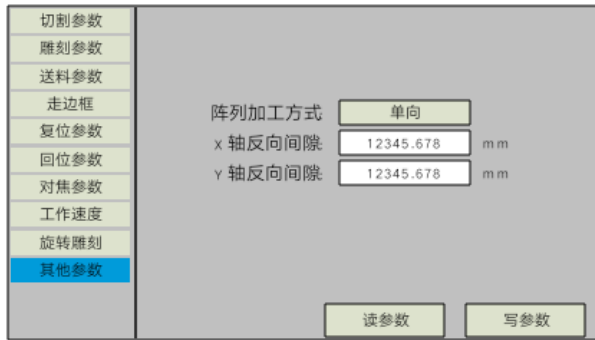 切割参数
雕刻参数
送料参数
走边框
复位参数
回位参数
对焦参数
工作速度
旋转雕刻
其他参数
阵列加工方式 单向
X 轴反向间隙: 12345.678 mm
Y 轴反向间隙: 12345.678 mm
读参数 写参数